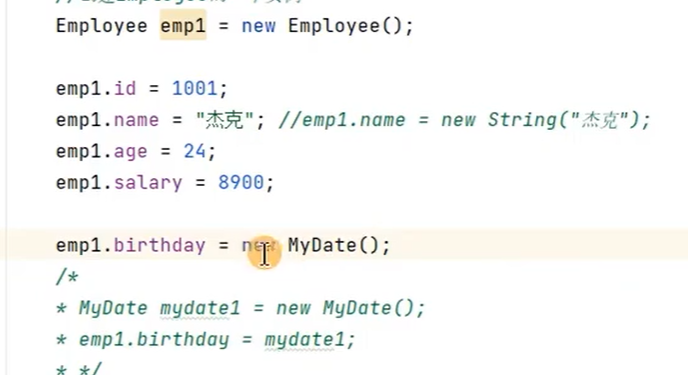 Employee emp1 = new Employee();
emp1.id = 1001;
emp1.name = "杰克"; //emp1.name = new String("杰克");
emp1.age = 24;
emp1.salary = 8900;
emp1.birthday = new MyDate();
/*
* MyDate mydate1 = new MyDate();
* emp1.birthday = mydate1;
* */